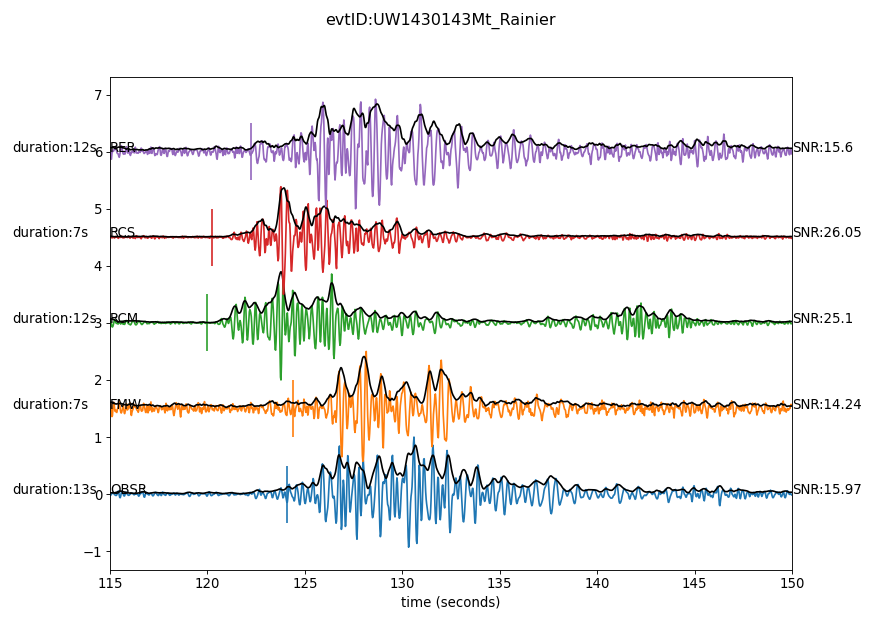 evtID:UW1430143Mt_Rainier
7
duration:12s RER SNR:15.6
6
5
duration:7s RCS SNR:26.05
4
duration:12s RCM SNR:25.1
3
2
duration:7s FMW SNR:14.24
1
duration:13s OBSR SNR:15.97
0
−1
115 120 125 130 135 140 145 150
time (seconds)